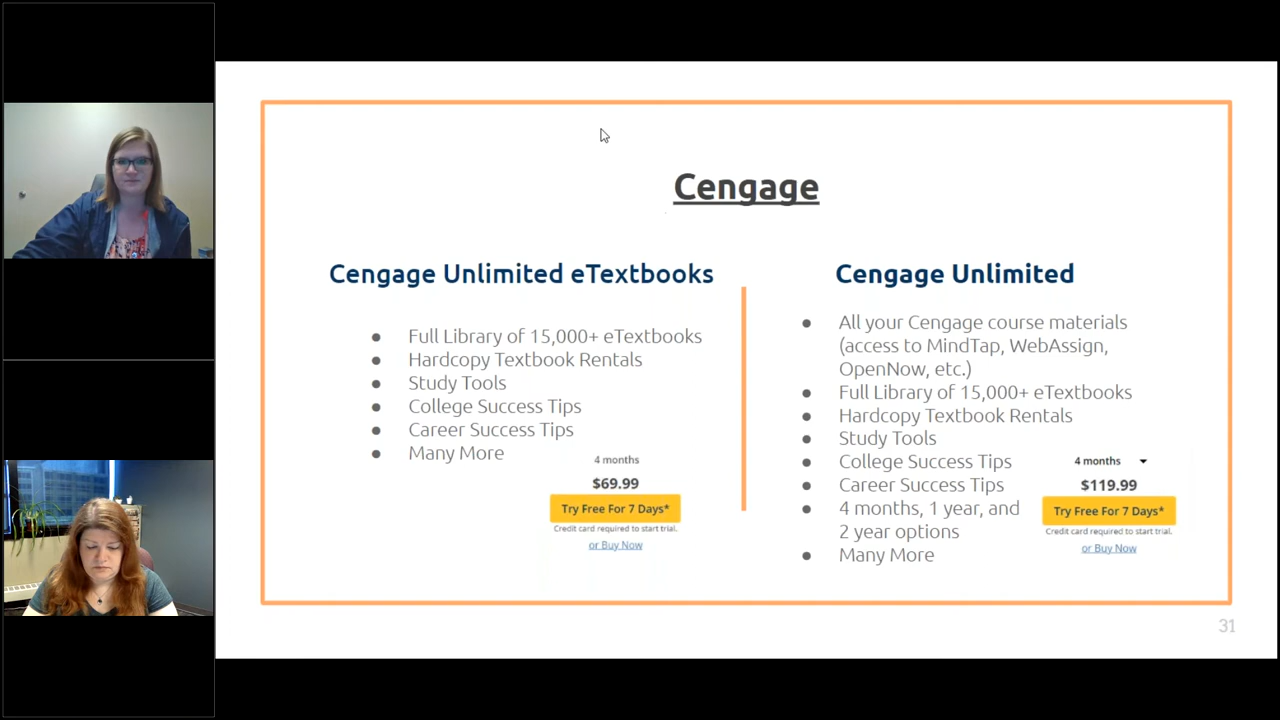 Cengage
Cengage Unlimited eTextbooks
● Full Library of 15,000+ eTextbooks
● Hardcopy Textbook Rentals
● Study Tools
● College Success Tips
● Career Success Tips
● Many More
4 months
$69.99
Try Free For 7 Days*
Credit card required to start trial.
or Buy Now
Cengage Unlimited
● All your Cengage course materials
(access to MindTap, WebAssign,
OpenNow, etc.)
● Full Library of 15,000+ eTextbooks
● Hardcopy Textbook Rentals
● Study Tools
● College Success Tips
● Career Success Tips
● 4 months, 1 year, and
2 year options
● Many More
4 months
$119.99
Try Free For 7 Days*
Credit card required to start trial.
or Buy Now
31